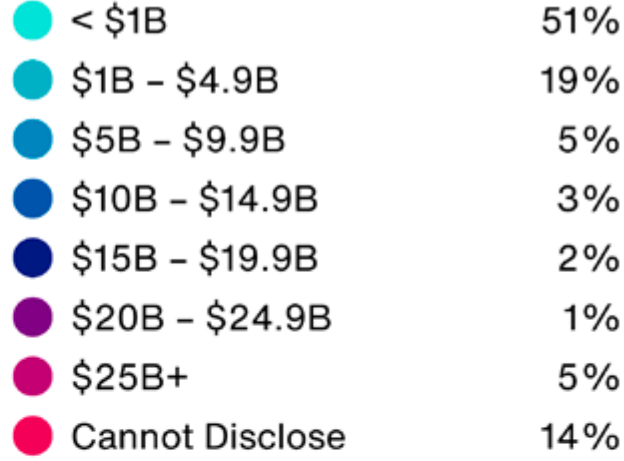 < $1B 51%
$1B – $4.9B 19%
$5B – $9.9B 5%
$10B – $14.9B 3%
$15B – $19.9B 2%
$20B – $24.9B 1%
$25B+ 5%
Cannot Disclose 14%